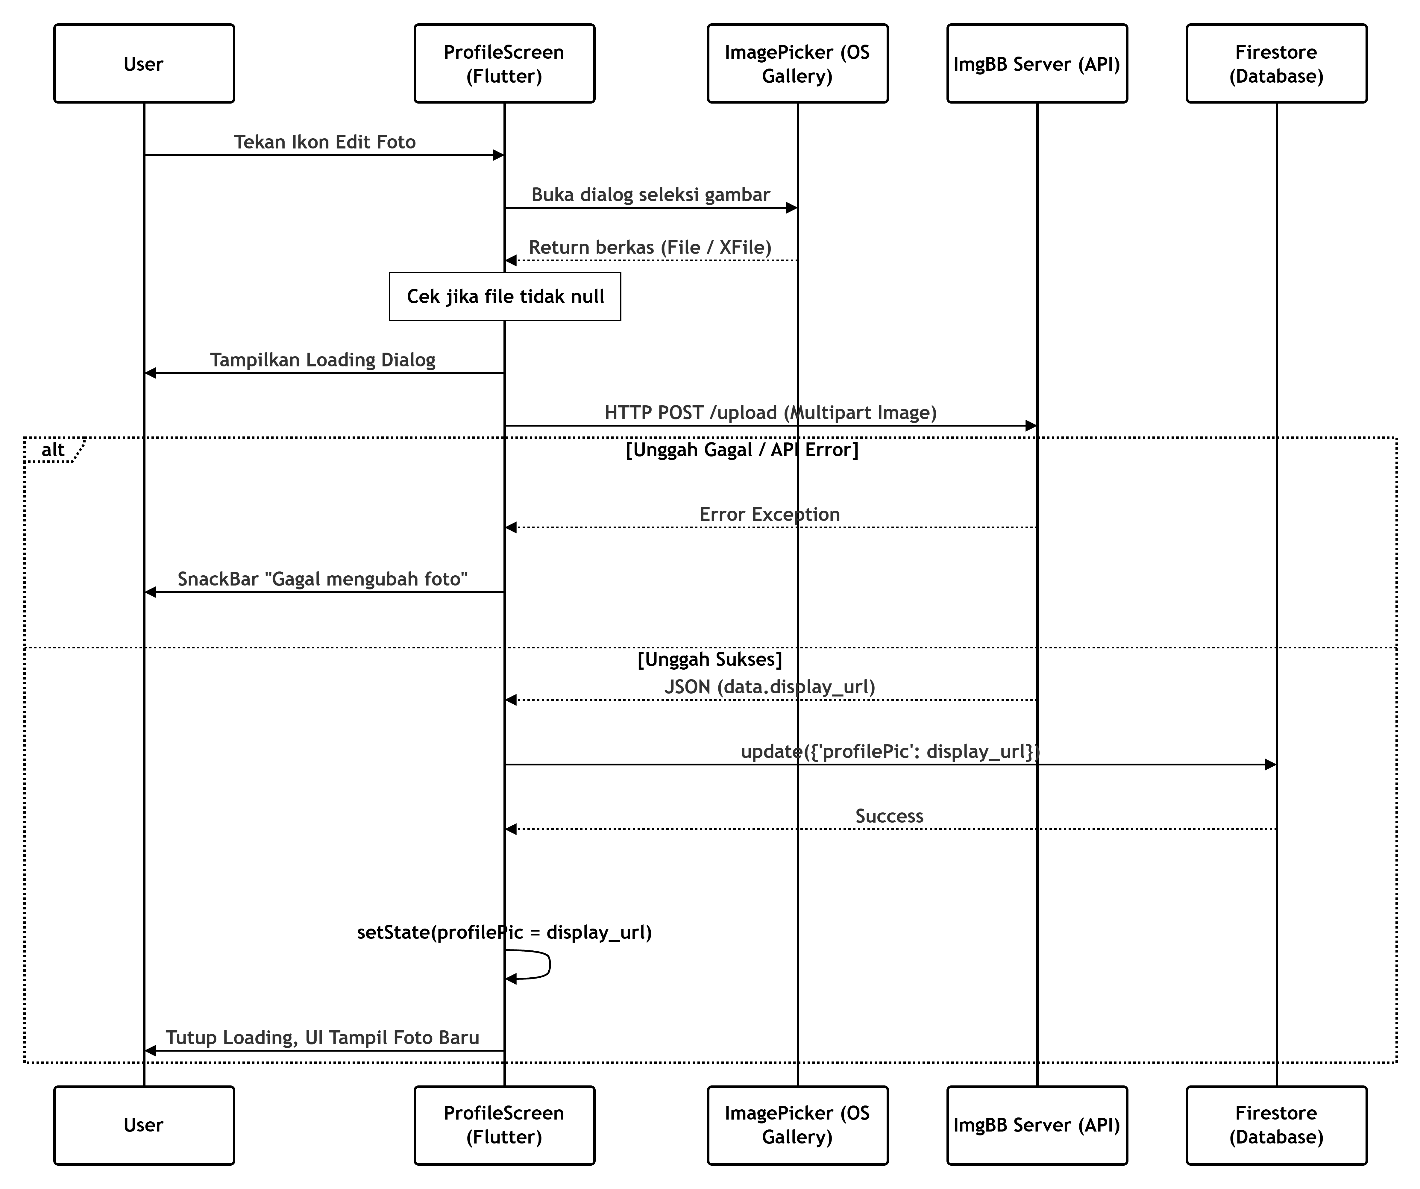 User
ProfileScreen
(Flutter)
ImagePicker (OS
Gallery)
ImgBB Server (API)
Firestore
(Database)
Tekan Ikon Edit Foto
Buka dialog seleksi gambar
Return berkas (File / XFile)
Cek jika file tidak null
Tampilkan Loading Dialog
HTTP POST /upload (Multipart Image)
alt
[Unggah Gagal / API Error]
Error Exception
SnackBar "Gagal mengubah foto"
[Unggah Sukses]
JSON (data.display_url)
update({'profilePic': display_url})
Success
setState(profilePic = display_url)
Tutup Loading, UI Tampil Foto Baru
User
ProfileScreen
(Flutter)
ImagePicker (OS
Gallery)
ImgBB Server (API)
Firestore
(Database)